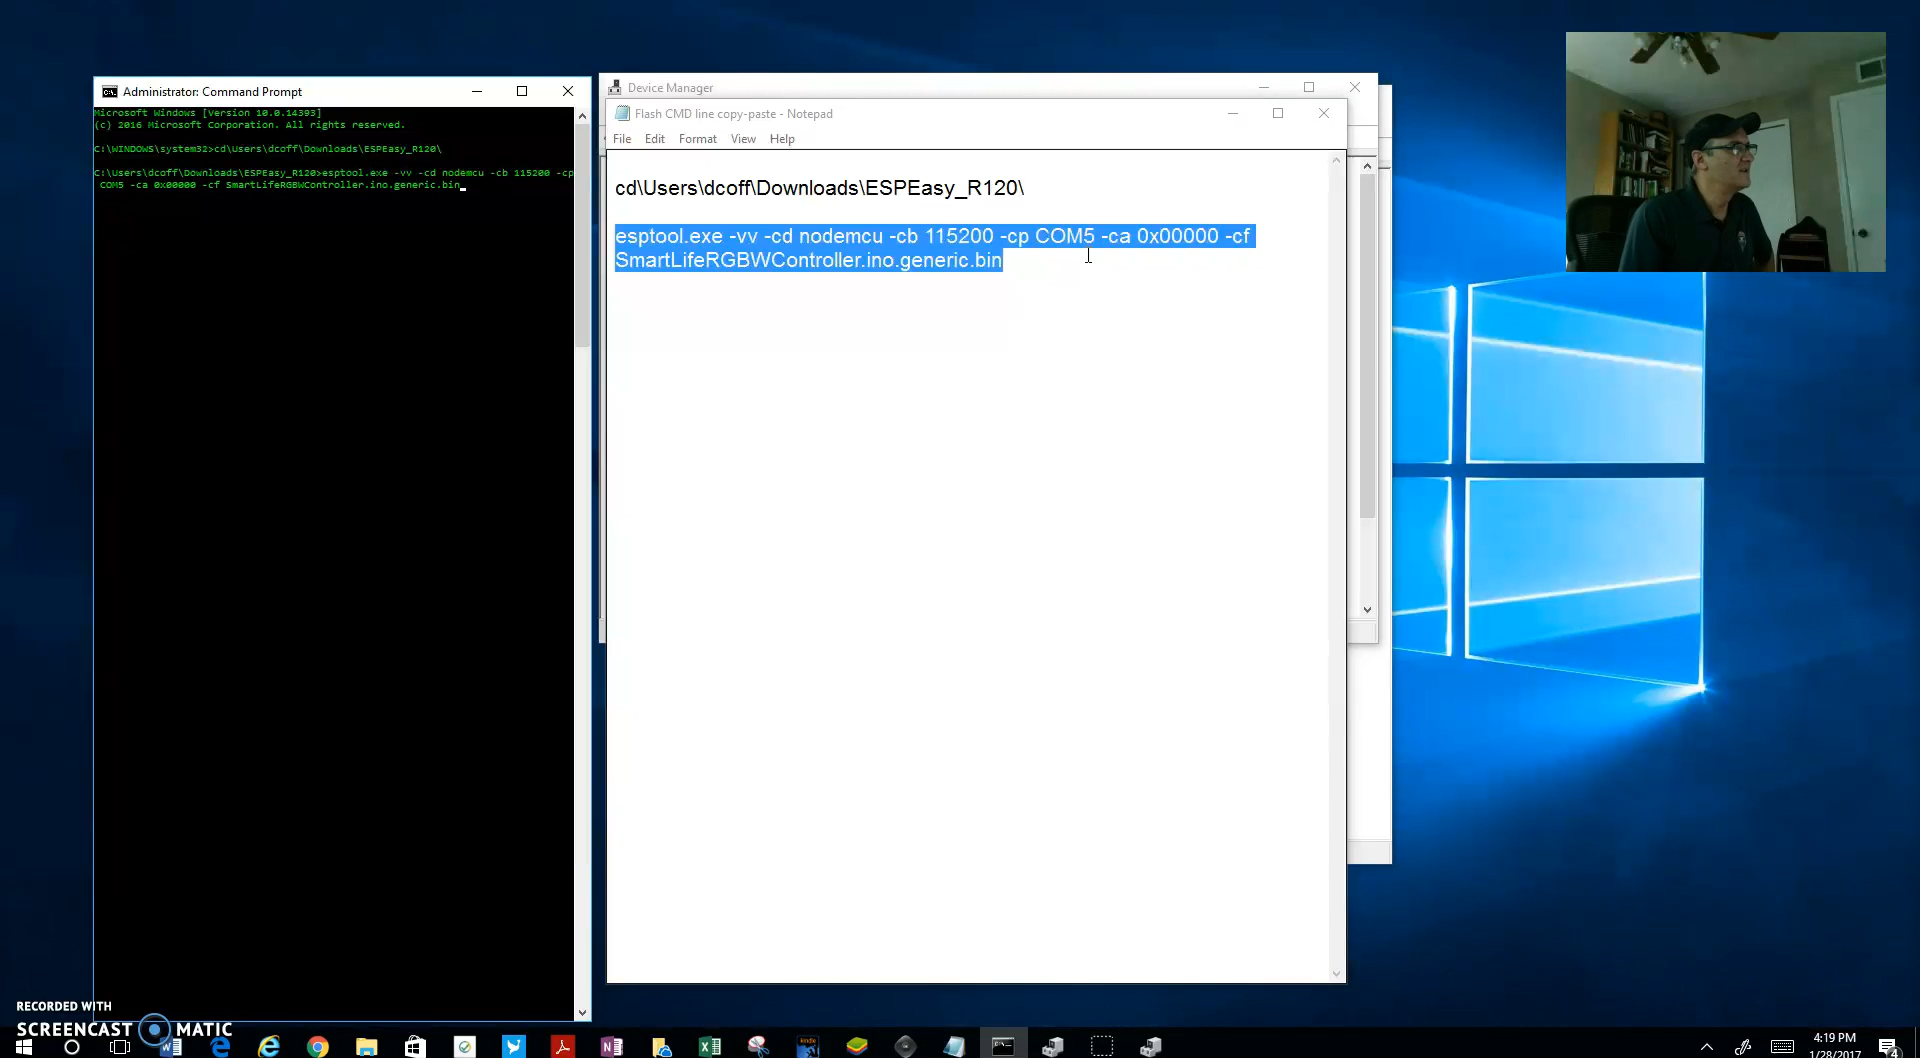 Administrator: Command Prompt
Microsoft Windows [Version 10.0.14393]
(c) 2016 Microsoft Corporation. All rights reserved.
C:\WINDOWS\system32>cd\Users\dcoff\Downloads\ESPEasy_R120\
C:\Users\dcoff\Downloads\ESPEasy_R120>esptool.exe -vv -cd nodemcu -cb 115200 -cp
COM5 -ca 0x00000 -cf SmartLifeRGBWController.ino.generic.bin
Device Manager
Flash CMD line copy-paste - Notepad
File Edit Format View Help
cd\Users\dcoff\Downloads\ESPEasy_R120\
esptool.exe -vv -cd nodemcu -cb 115200 -cp COM5 -ca 0x00000 -cf
SmartLifeRGBWController.ino.generic.bin
RECORDED WITH
SCREENCAST MATIC
4:19 PM
1/28/2017
4